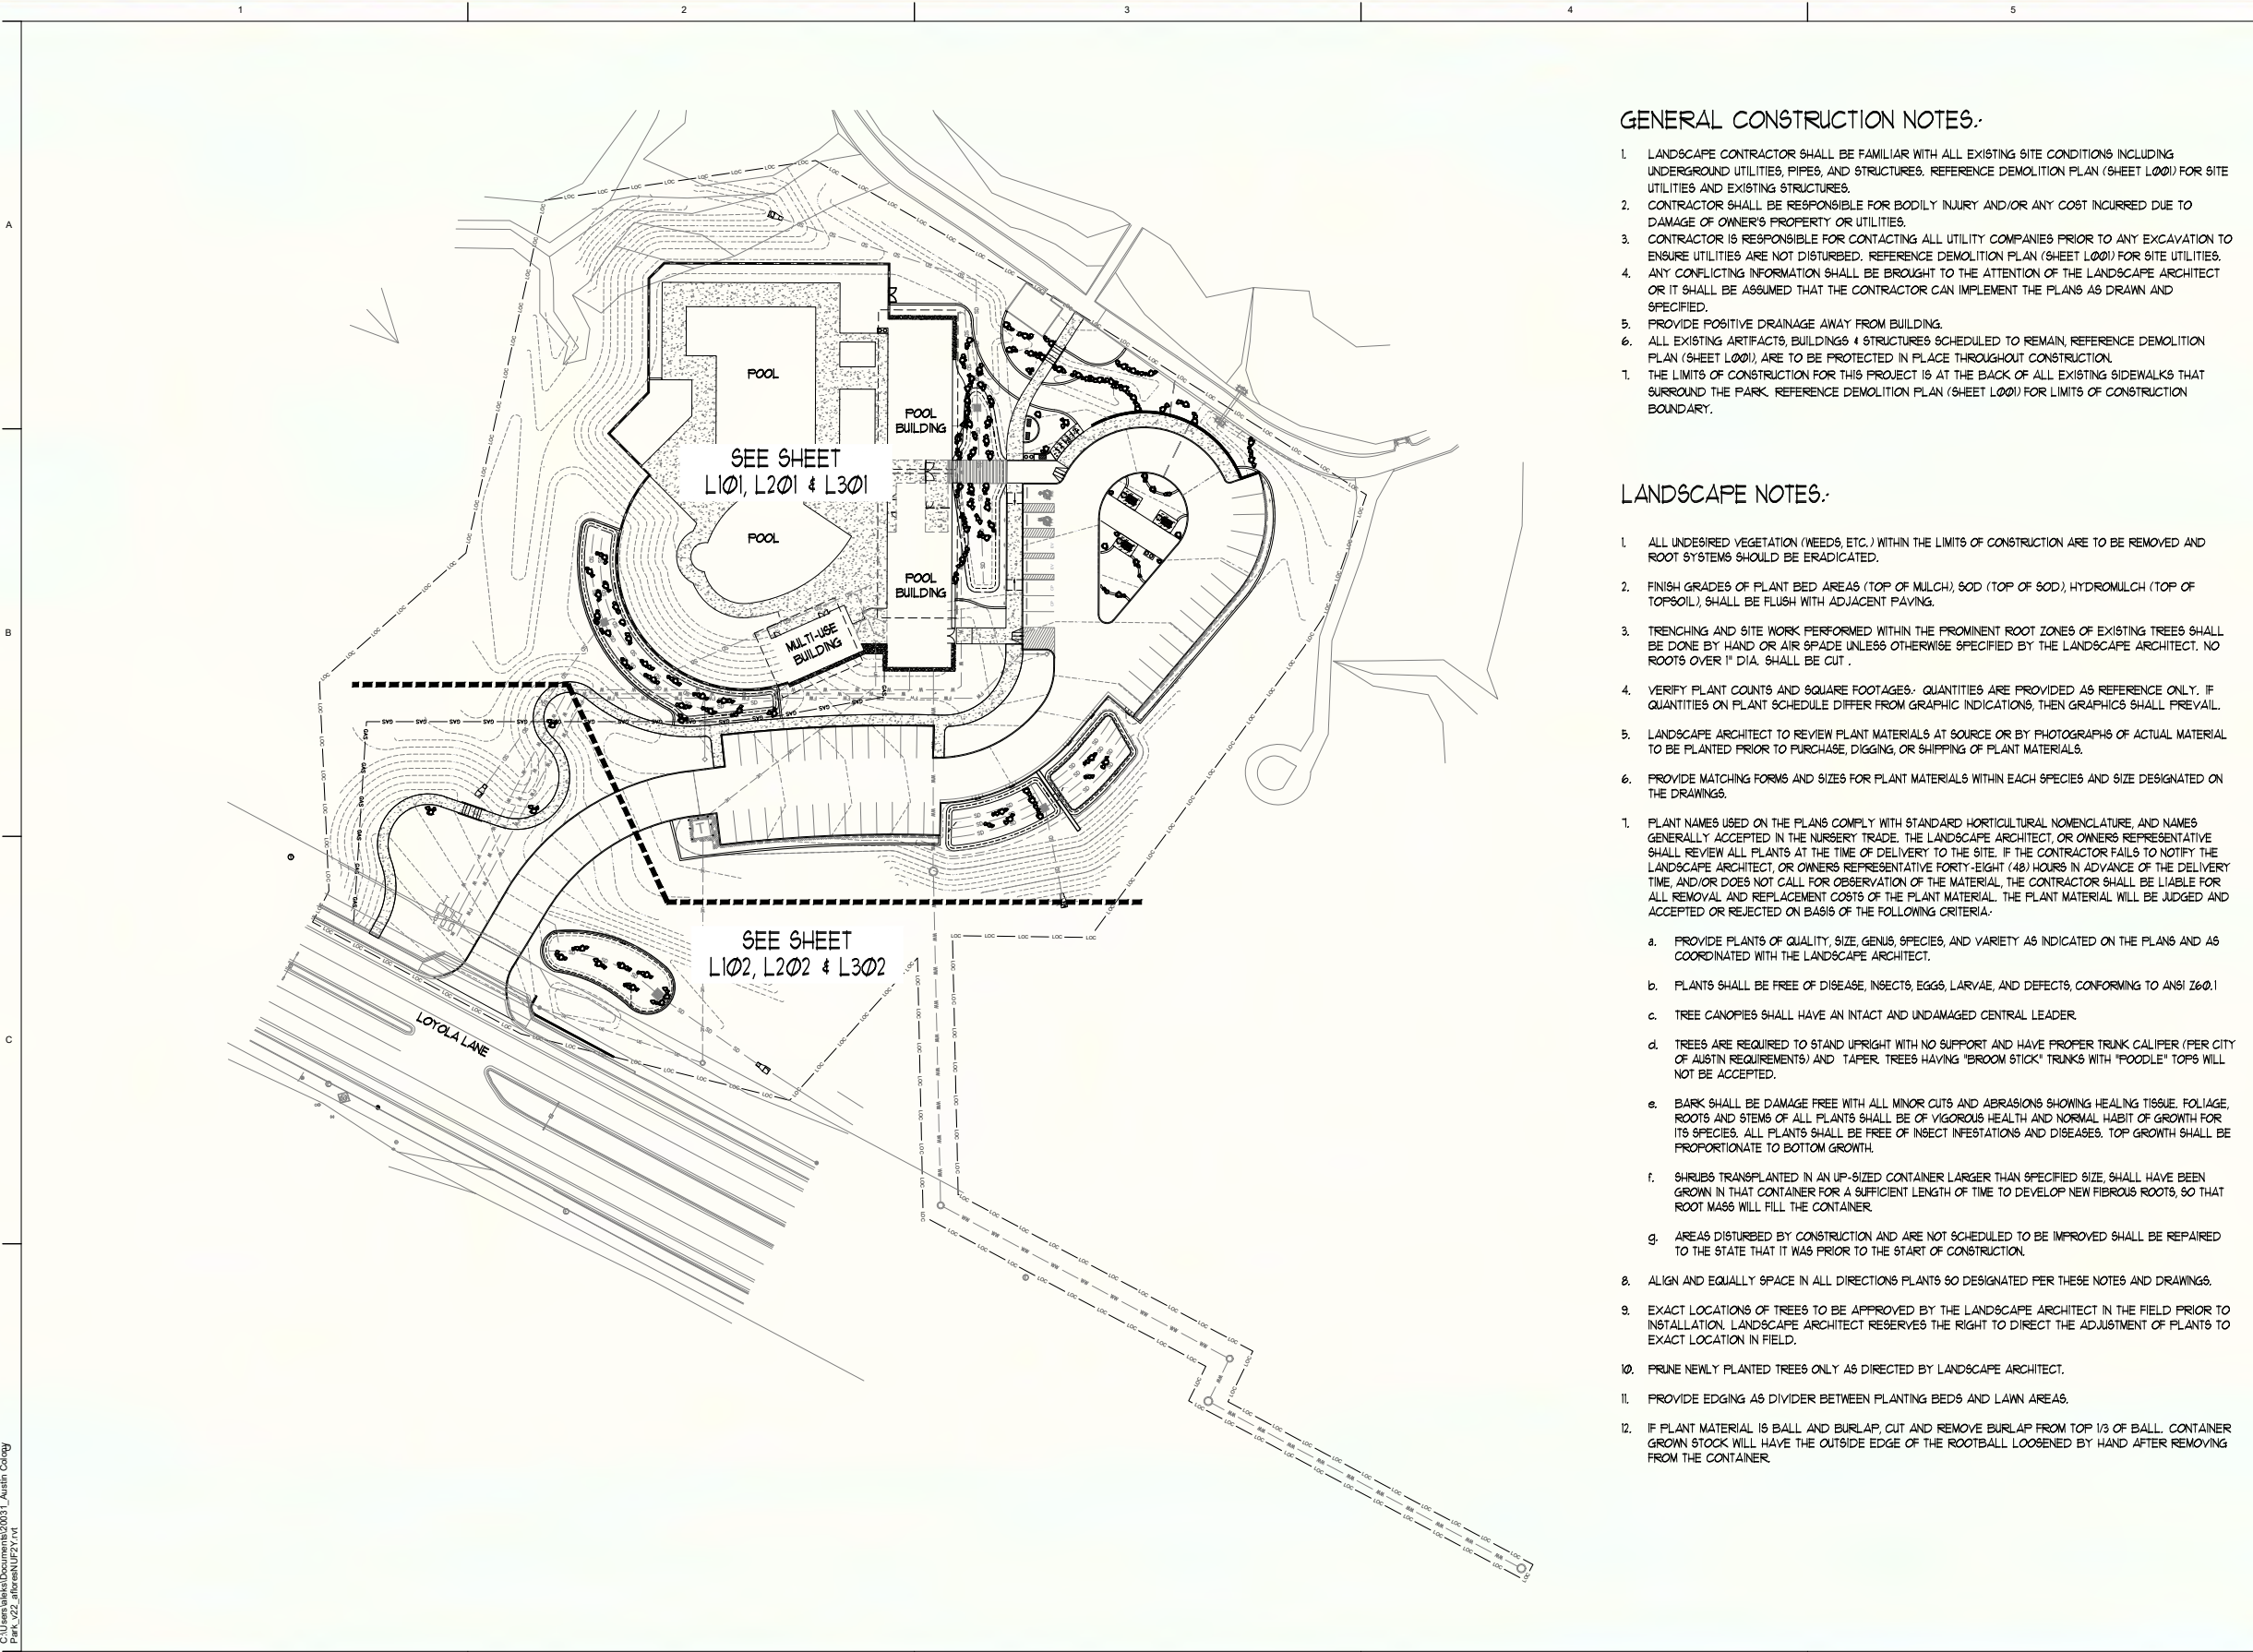 1 2 3 4 5
A
B
C
GENERAL CONSTRUCTION NOTES:
1. LANDSCAPE CONTRACTOR SHALL BE FAMILIAR WITH ALL EXISTING SITE CONDITIONS INCLUDING
UNDERGROUND UTILITIES, PIPES, AND STRUCTURES. REFERENCE DEMOLITION PLAN (SHEET L001) FOR SITE
UTILITIES AND EXISTING STRUCTURES.
2. CONTRACTOR SHALL BE RESPONSIBLE FOR BODILY INJURY AND/OR ANY COST INCURRED DUE TO
DAMAGE OF OWNER'S PROPERTY OR UTILITIES.
3. CONTRACTOR IS RESPONSIBLE FOR CONTACTING ALL UTILITY COMPANIES PRIOR TO ANY EXCAVATION TO
ENSURE UTILITIES ARE NOT DISTURBED. REFERENCE DEMOLITION PLAN (SHEET L001) FOR SITE UTILITIES.
4. ANY CONFLICTING INFORMATION SHALL BE BROUGHT TO THE ATTENTION OF THE LANDSCAPE ARCHITECT
OR IT SHALL BE ASSUMED THAT THE CONTRACTOR CAN IMPLEMENT THE PLANS AS DRAWN AND
SPECIFIED.
5. PROVIDE POSITIVE DRAINAGE AWAY FROM BUILDING.
6. ALL EXISTING ARTIFACTS, BUILDINGS & STRUCTURES SCHEDULED TO REMAIN, REFERENCE DEMOLITION
PLAN (SHEET L001), ARE TO BE PROTECTED IN PLACE THROUGHOUT CONSTRUCTION.
7. THE LIMITS OF CONSTRUCTION FOR THIS PROJECT IS AT THE BACK OF ALL EXISTING SIDEWALKS THAT
SURROUND THE PARK. REFERENCE DEMOLITION PLAN (SHEET L001) FOR LIMITS OF CONSTRUCTION
BOUNDARY.
LANDSCAPE NOTES:
1. ALL UNDESIRED VEGETATION (WEEDS, ETC.) WITHIN THE LIMITS OF CONSTRUCTION ARE TO BE REMOVED AND
ROOT SYSTEMS SHOULD BE ERADICATED.
2. FINISH GRADES OF PLANT BED AREAS (TOP OF MULCH), SOD (TOP OF SOD), HYDROMULCH (TOP OF
TOPSOIL), SHALL BE FLUSH WITH ADJACENT PAVING.
3. TRENCHING AND SITE WORK PERFORMED WITHIN THE PROMINENT ROOT ZONES OF EXISTING TREES SHALL
BE DONE BY HAND OR AIR SPADE UNLESS OTHERWISE SPECIFIED BY THE LANDSCAPE ARCHITECT. NO
ROOTS OVER 1" DIA. SHALL BE CUT .
4. VERIFY PLANT COUNTS AND SQUARE FOOTAGES: QUANTITIES ARE PROVIDED AS REFERENCE ONLY. IF
QUANTITIES ON PLANT SCHEDULE DIFFER FROM GRAPHIC INDICATIONS, THEN GRAPHICS SHALL PREVAIL.
5. LANDSCAPE ARCHITECT TO REVIEW PLANT MATERIALS AT SOURCE OR BY PHOTOGRAPHS OF ACTUAL MATERIAL
TO BE PLANTED PRIOR TO PURCHASE, DIGGING, OR SHIPPING OF PLANT MATERIALS.
6. PROVIDE MATCHING FORMS AND SIZES FOR PLANT MATERIALS WITHIN EACH SPECIES AND SIZE DESIGNATED ON
THE DRAWINGS.
7. PLANT NAMES USED ON THE PLANS COMPLY WITH STANDARD HORTICULTURAL NOMENCLATURE, AND NAMES
GENERALLY ACCEPTED IN THE NURSERY TRADE. THE LANDSCAPE ARCHITECT, OR OWNERS REPRESENTATIVE
SHALL REVIEW ALL PLANTS AT THE TIME OF DELIVERY TO THE SITE. IF THE CONTRACTOR FAILS TO NOTIFY THE
LANDSCAPE ARCHITECT, OR OWNERS REPRESENTATIVE FORTY-EIGHT (48) HOURS IN ADVANCE OF THE DELIVERY
TIME, AND/OR DOES NOT CALL FOR OBSERVATION OF THE MATERIAL, THE CONTRACTOR SHALL BE LIABLE FOR
ALL REMOVAL AND REPLACEMENT COSTS OF THE PLANT MATERIAL. THE PLANT MATERIAL WILL BE JUDGED AND
ACCEPTED OR REJECTED ON BASIS OF THE FOLLOWING CRITERIA:
a. PROVIDE PLANTS OF QUALITY, SIZE, GENUS, SPECIES, AND VARIETY AS INDICATED ON THE PLANS AND AS
COORDINATED WITH THE LANDSCAPE ARCHITECT.
b. PLANTS SHALL BE FREE OF DISEASE, INSECTS, EGGS, LARVAE, AND DEFECTS, CONFORMING TO ANSI Z60.1
c. TREE CANOPIES SHALL HAVE AN INTACT AND UNDAMAGED CENTRAL LEADER.
d. TREES ARE REQUIRED TO STAND UPRIGHT WITH NO SUPPORT AND HAVE PROPER TRUNK CALIPER (PER CITY
OF AUSTIN REQUIREMENTS) AND TAPER. TREES HAVING "BROOM STICK" TRUNKS WITH "POODLE" TOPS WILL
NOT BE ACCEPTED.
e. BARK SHALL BE DAMAGE FREE WITH ALL MINOR CUTS AND ABRASIONS SHOWING HEALING TISSUE. FOLIAGE,
ROOTS AND STEMS OF ALL PLANTS SHALL BE OF VIGOROUS HEALTH AND NORMAL HABIT OF GROWTH FOR
ITS SPECIES. ALL PLANTS SHALL BE FREE OF INSECT INFESTATIONS AND DISEASES. TOP GROWTH SHALL BE
PROPORTIONATE TO BOTTOM GROWTH.
f. SHRUBS TRANSPLANTED IN AN UP-SIZED CONTAINER LARGER THAN SPECIFIED SIZE, SHALL HAVE BEEN
GROWN IN THAT CONTAINER FOR A SUFFICIENT LENGTH OF TIME TO DEVELOP NEW FIBROUS ROOTS, SO THAT
ROOT MASS WILL FILL THE CONTAINER.
g. AREAS DISTURBED BY CONSTRUCTION AND ARE NOT SCHEDULED TO BE IMPROVED SHALL BE REPAIRED
TO THE STATE THAT IT WAS PRIOR TO THE START OF CONSTRUCTION.
8. ALIGN AND EQUALLY SPACE IN ALL DIRECTIONS PLANTS SO DESIGNATED PER THESE NOTES AND DRAWINGS.
9. EXACT LOCATIONS OF TREES TO BE APPROVED BY THE LANDSCAPE ARCHITECT IN THE FIELD PRIOR TO
INSTALLATION. LANDSCAPE ARCHITECT RESERVES THE RIGHT TO DIRECT THE ADJUSTMENT OF PLANTS TO
EXACT LOCATION IN FIELD.
10. PRUNE NEWLY PLANTED TREES ONLY AS DIRECTED BY LANDSCAPE ARCHITECT.
11. PROVIDE EDGING AS DIVIDER BETWEEN PLANTING BEDS AND LAWN AREAS.
12. IF PLANT MATERIAL IS BALL AND BURLAP, CUT AND REMOVE BURLAP FROM TOP 1/3 OF BALL. CONTAINER
GROWN STOCK WILL HAVE THE OUTSIDE EDGE OF THE ROOTBALL LOOSENED BY HAND AFTER REMOVING
FROM THE CONTAINER.
POOL
POOL
BUILDING
SEE SHEET
L101, L201 & L301
POOL
POOL
BUILDING
MULTI-USE
BUILDING
SEE SHEET
L102, L202 & L302
LOYOLA LANE
C:\Users\aleks\Documents\20031_Austin Colony
Park_v22_afloresNUF2Y.rvt